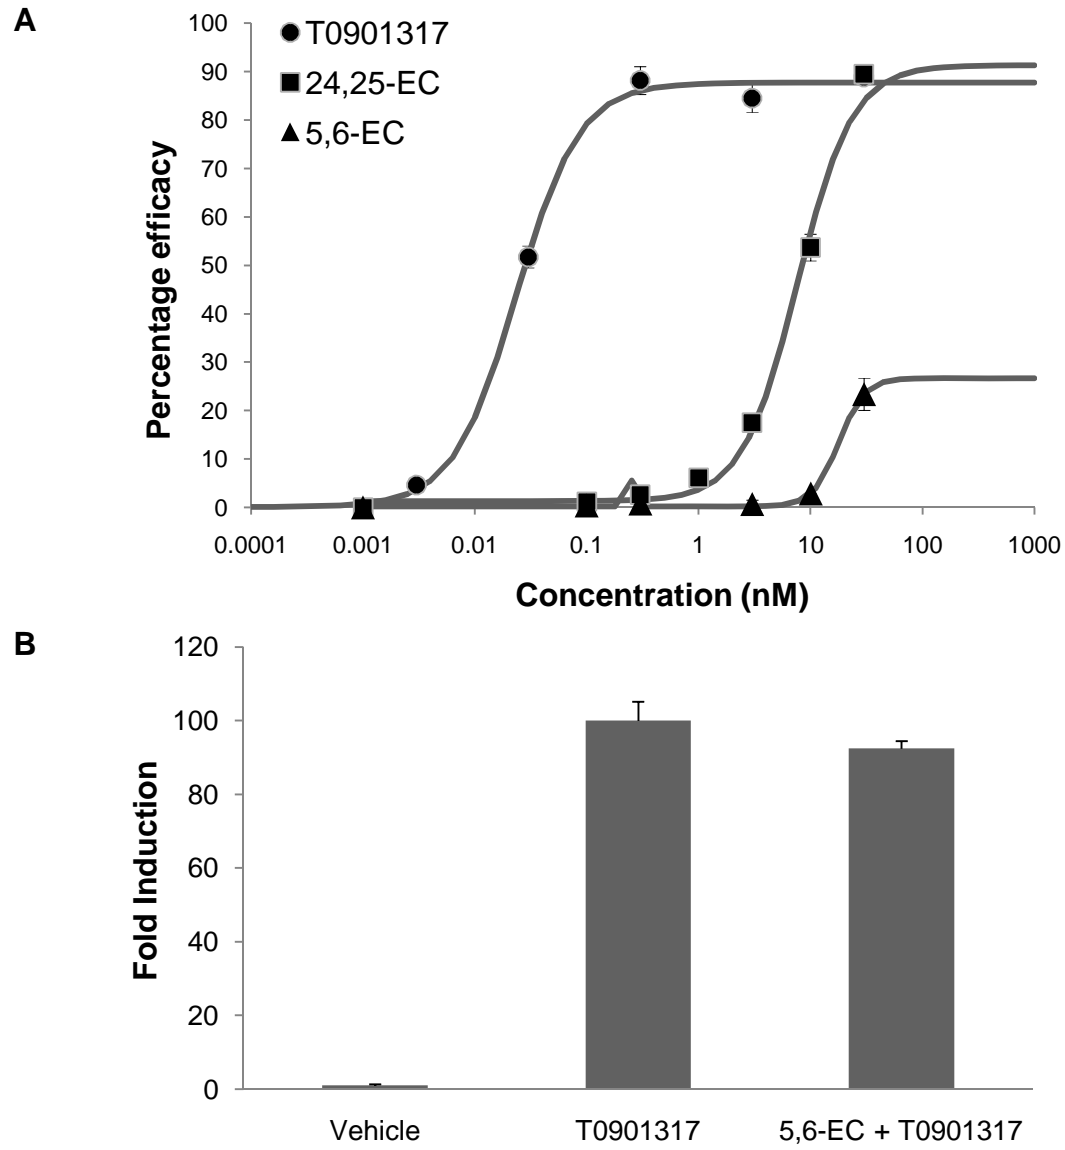 A
T0901317
24,25-EC
5,6-EC
Percentage efficacy
100
90
80
70
60
50
40
30
20
10
0
0.0001 0.001 0.01 0.1 1 10 100 1000
Concentration (nM)
B
Fold Induction
120
100
80
60
40
20
0
Vehicle T0901317 5,6-EC + T0901317